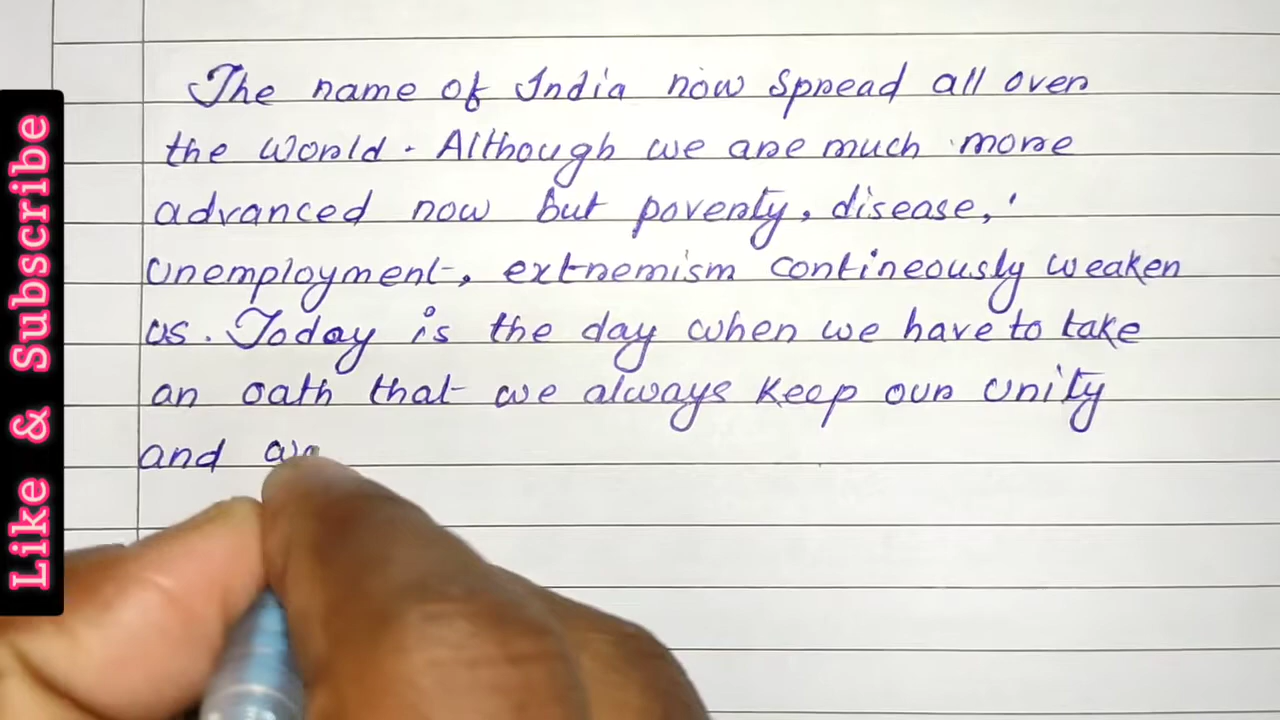 The name of India now spread all over
the world. Although we are much more
advanced now but poverty, disease,
unemployment, extremism contineously weaken
us. Today is the day when we have to take
an oath that we always keep our unity
and
Like & Subscribe